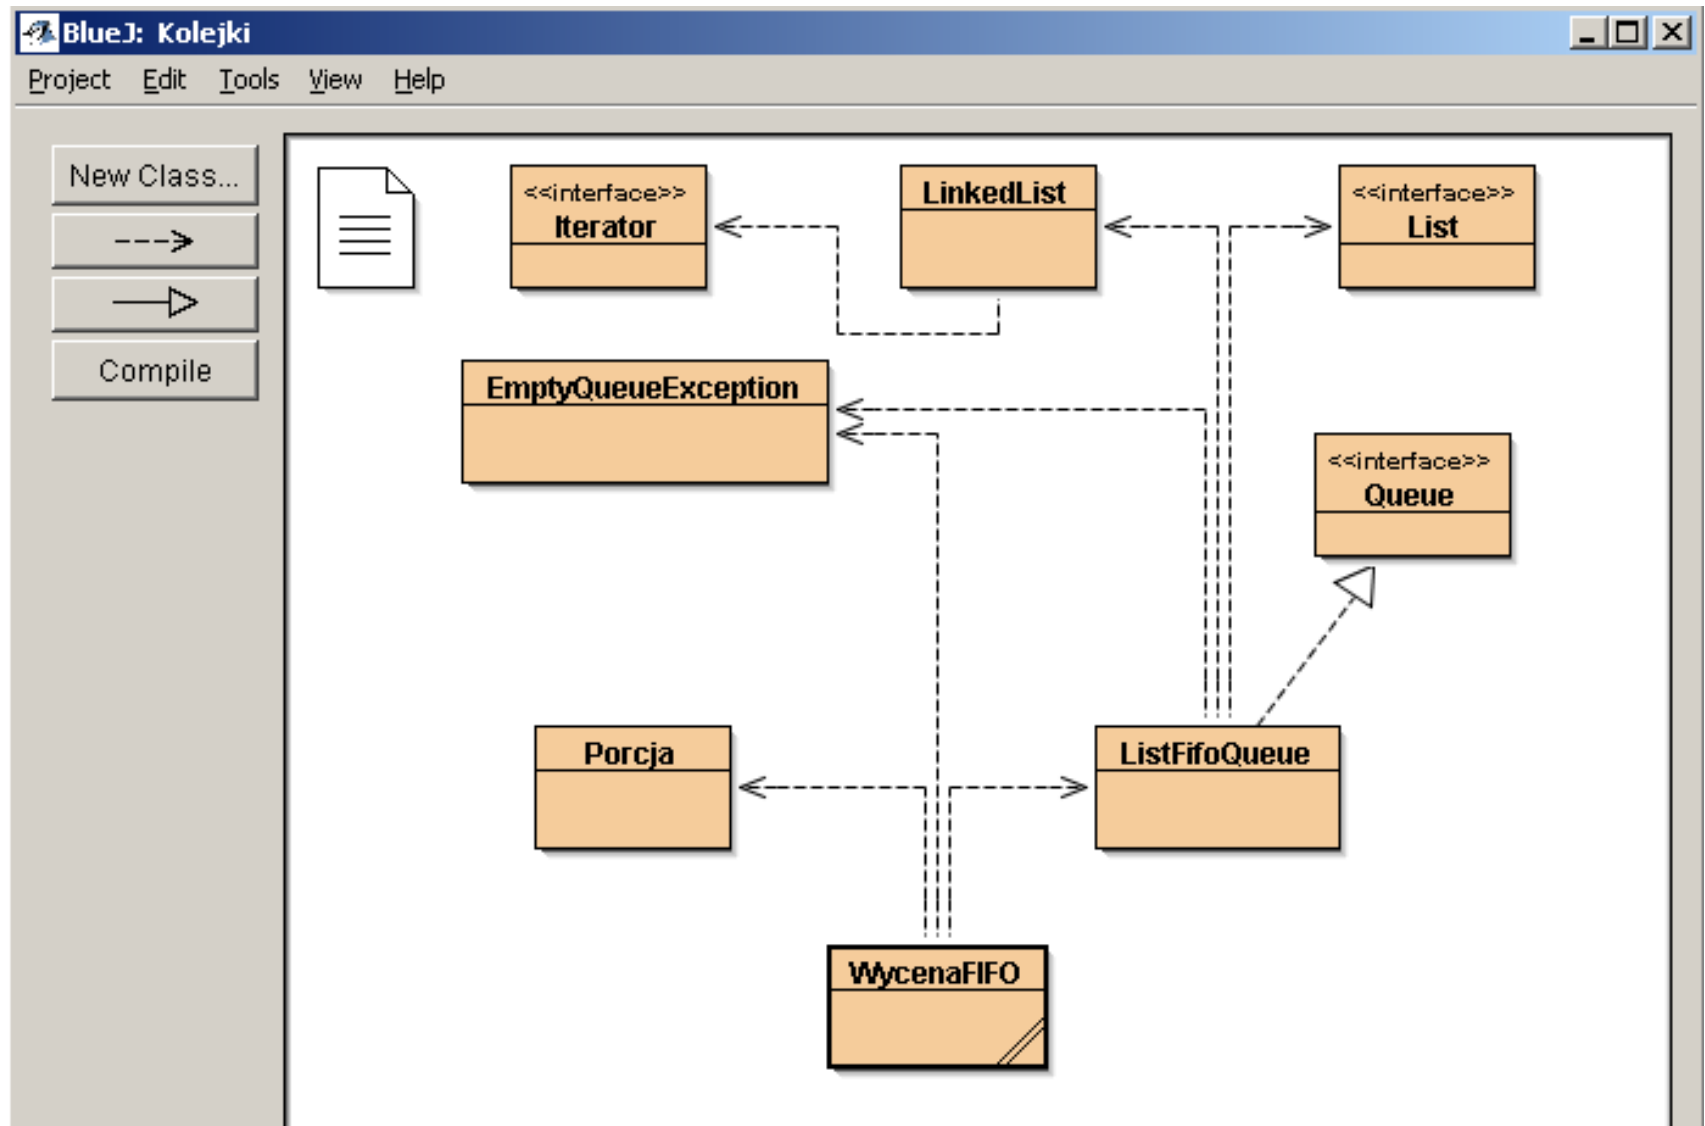 BlueJ: Kolejki
Project Edit Tools View Help
New Class...
Compile
<<interface>>
Iterator
LinkedList
<<interface>>
List
EmptyQueueException
<<interface>>
Queue
Porcja
ListFifoQueue
WycenaFIFO